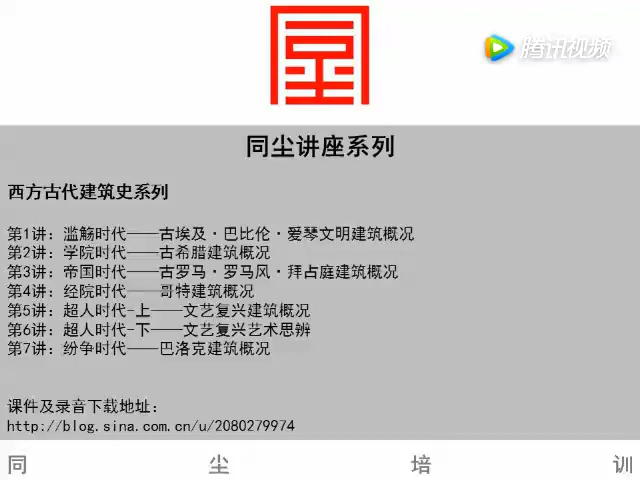 同尘
腾讯视频
同尘讲座系列
西方古代建筑史系列
第1讲：滥觞时代——古埃及·巴比伦·爱琴文明建筑概况
第2讲：学院时代——古希腊建筑概况
第3讲：帝国时代——古罗马·罗马风·拜占庭建筑概况
第4讲：经院时代——哥特建筑概况
第5讲：超人时代-上——文艺复兴建筑概况
第6讲：超人时代-下——文艺复兴艺术思辨
第7讲：纷争时代——巴洛克建筑概况
课件及录音下载地址：
http://blog.sina.com.cn/u/2080279974
同尘培训